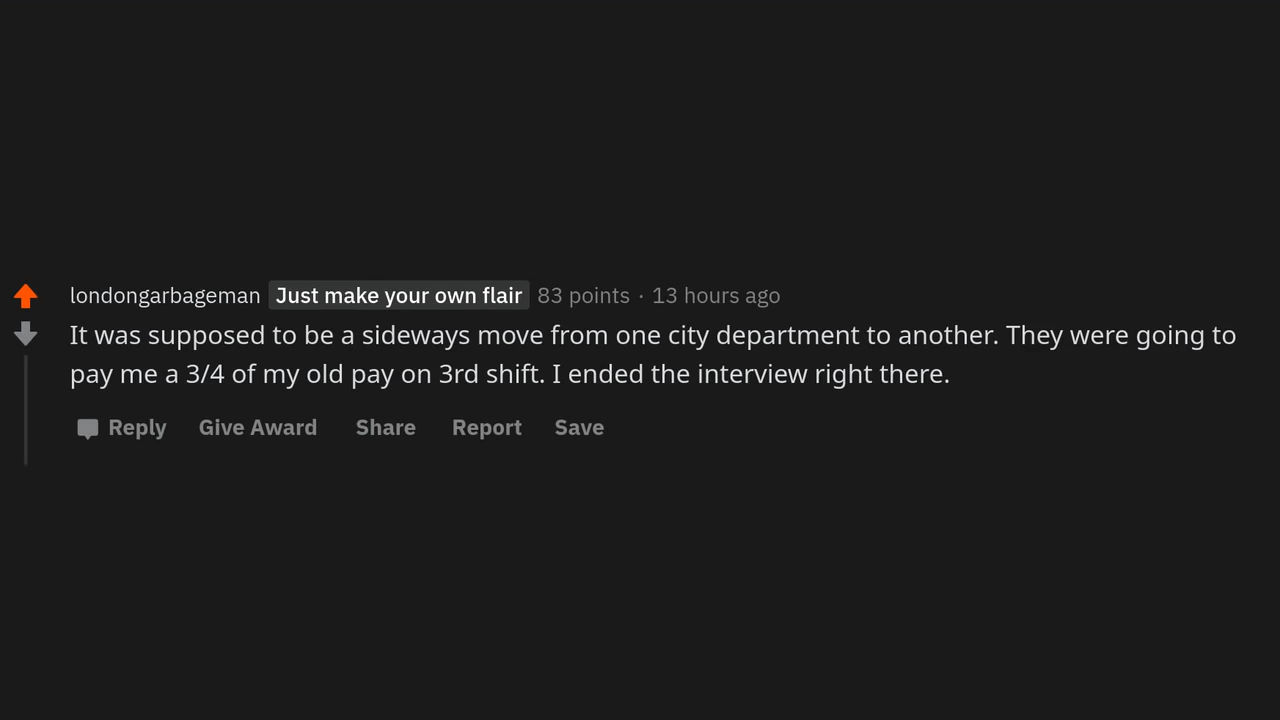 londongarbageman Just make your own flair 83 points · 13 hours ago
It was supposed to be a sideways move from one city department to another. They were going to
pay me a 3/4 of my old pay on 3rd shift. I ended the interview right there.
Reply Give Award Share Report Save